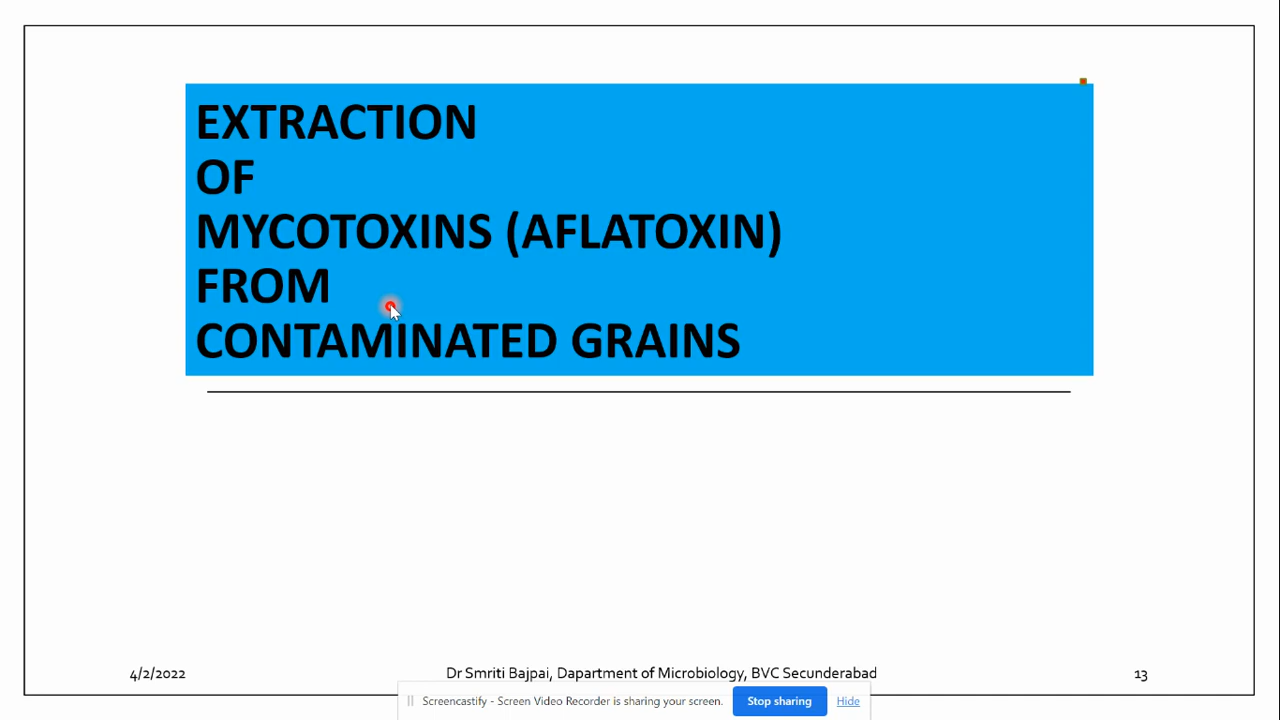 EXTRACTION
OF
MYCOTOXINS (AFLATOXIN)
FROM
CONTAMINATED GRAINS
4/2/2022 Dr Smriti Bajpai, Dapartment of Microbiology, BVC Secunderabad 13
Screencastify - Screen Video Recorder is sharing your screen. Stop sharing Hide